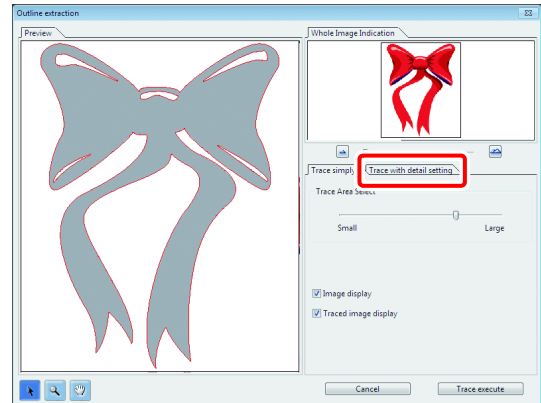 Outline extraction
Preview
Whole Image Indication
Trace simply
Trace with detail setting
Trace Area Select
Small Large
Image display
Traced image display
Cancel Trace execute